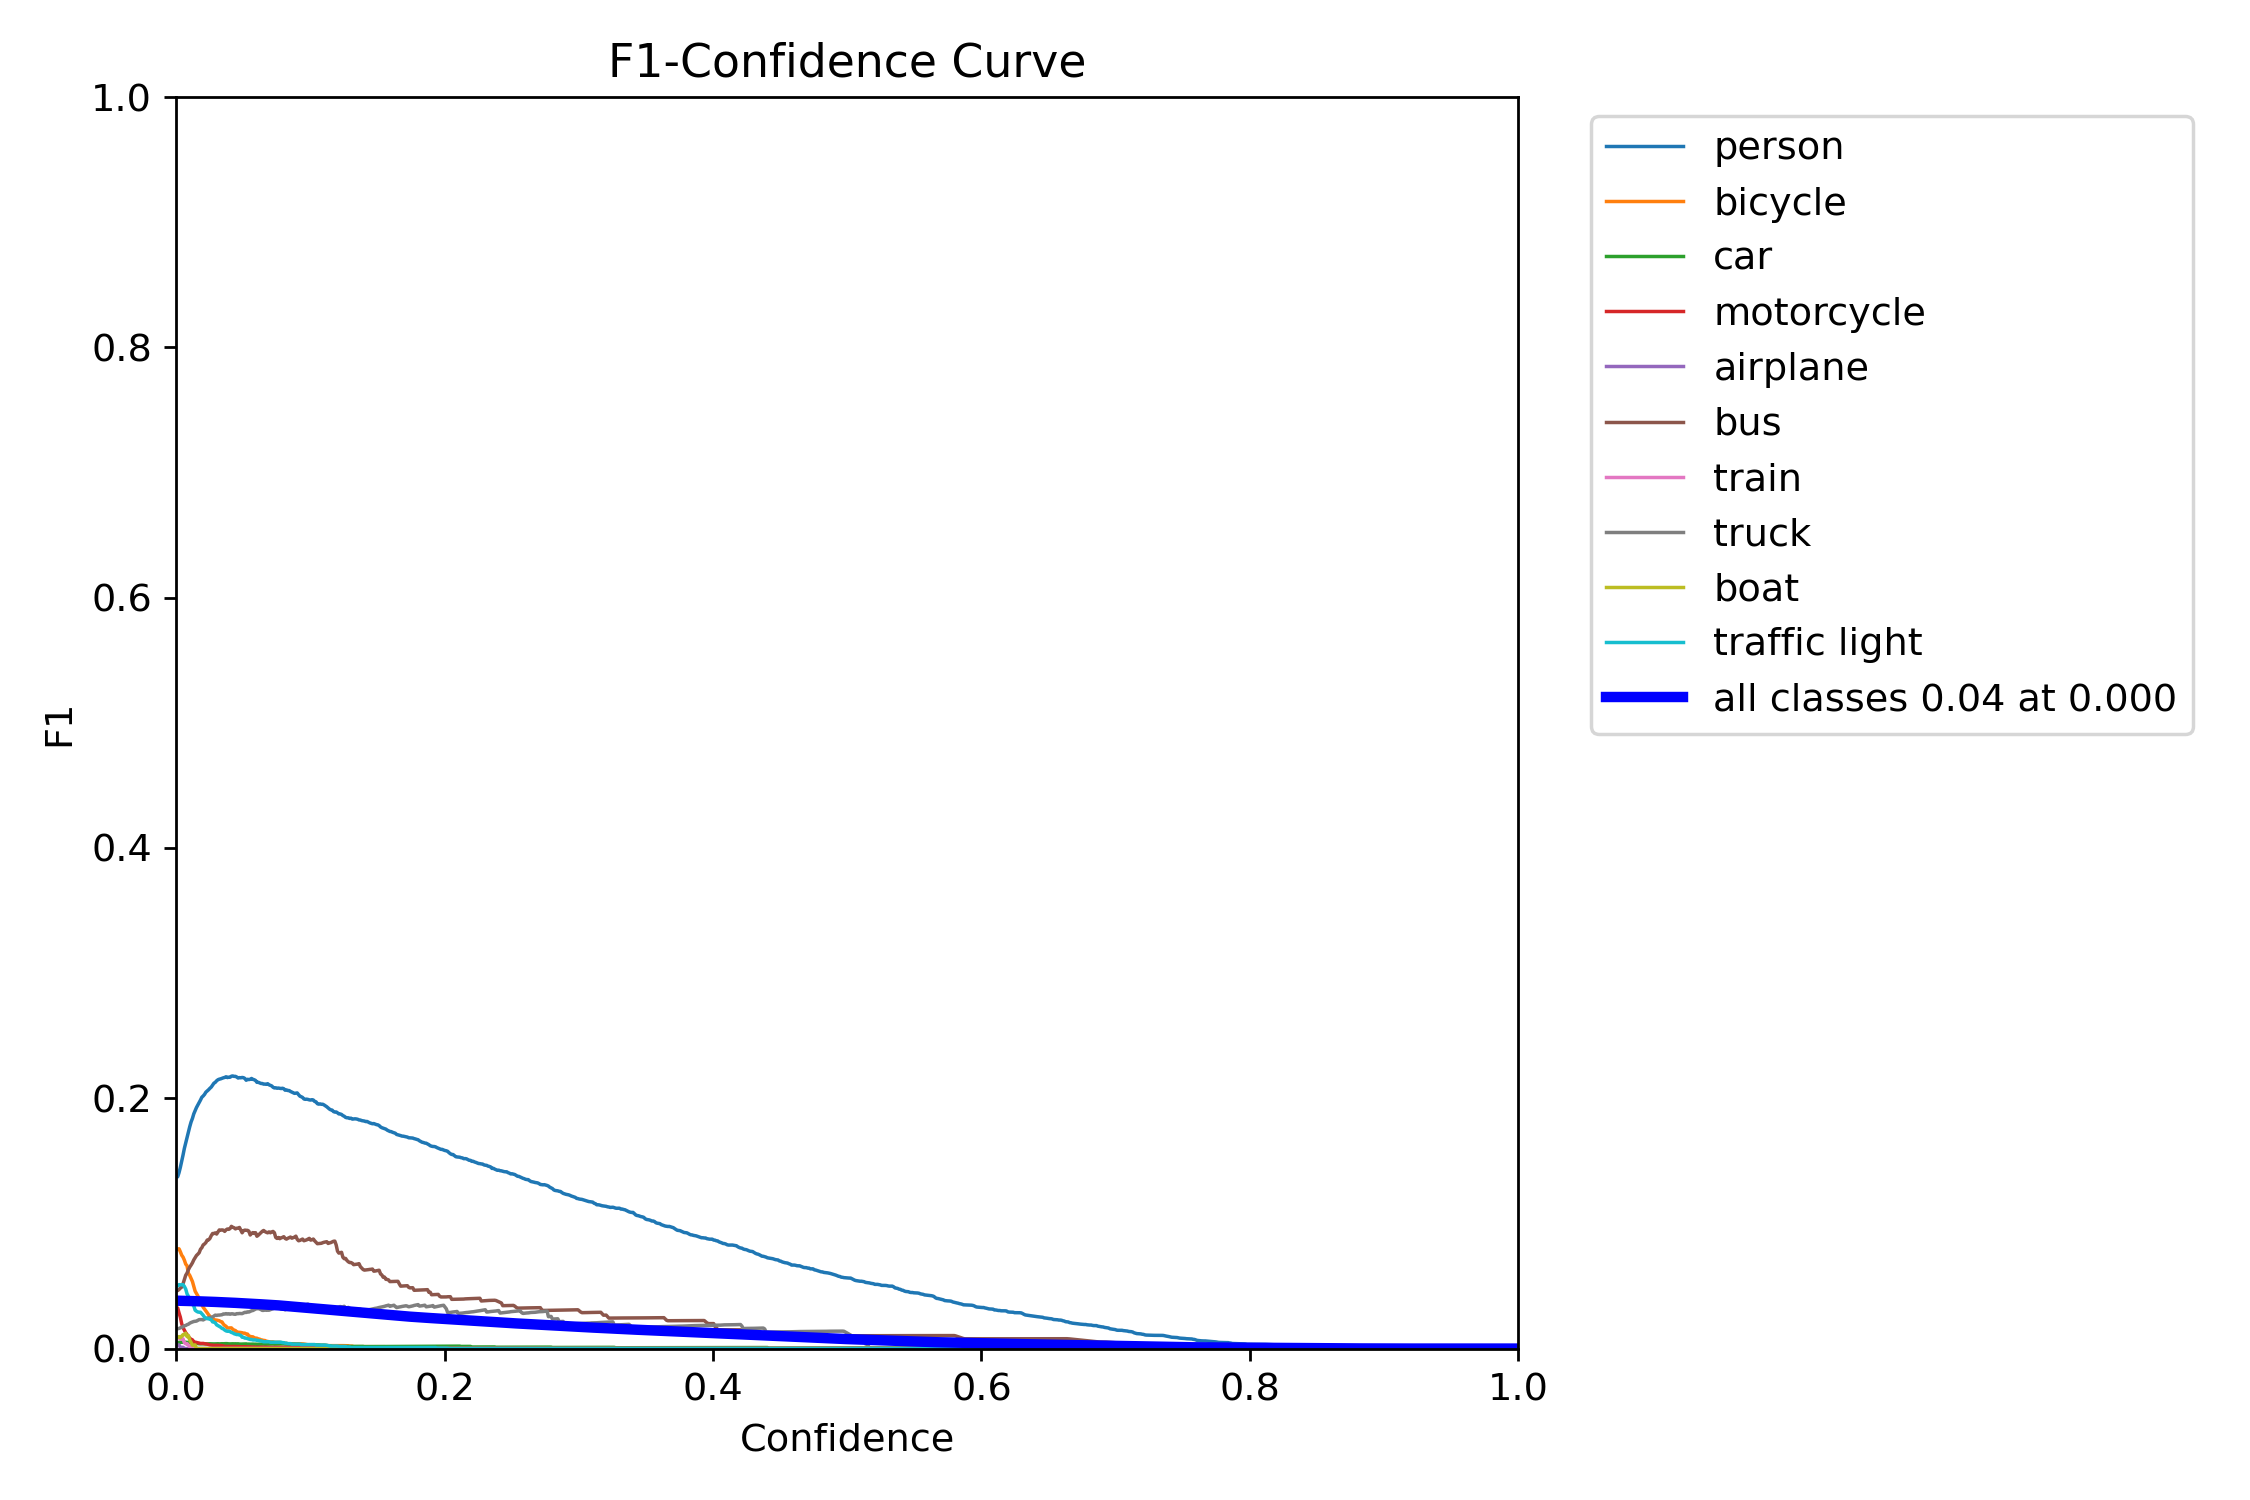 F1-Confidence Curve
1.0
0.8
0.6
0.4
0.2
0.0
F1
0.0 0.2 0.4 0.6 0.8 1.0
Confidence
person
bicycle
car
motorcycle
airplane
bus
train
truck
boat
traffic light
all classes 0.04 at 0.000